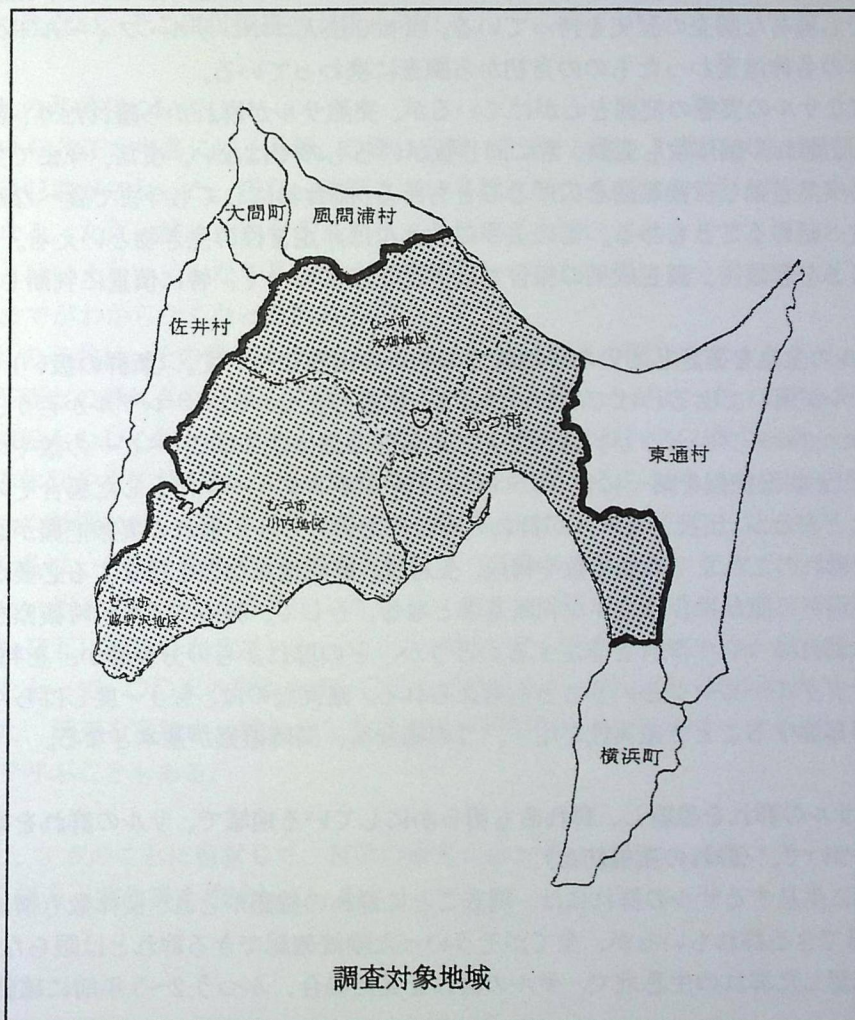 大間町
風間浦村
佐井村
むつ市
大畑地区
むつ市
東通村
むつ市
川内地区
むつ市
脇野沢地区
横浜町
調査対象地域